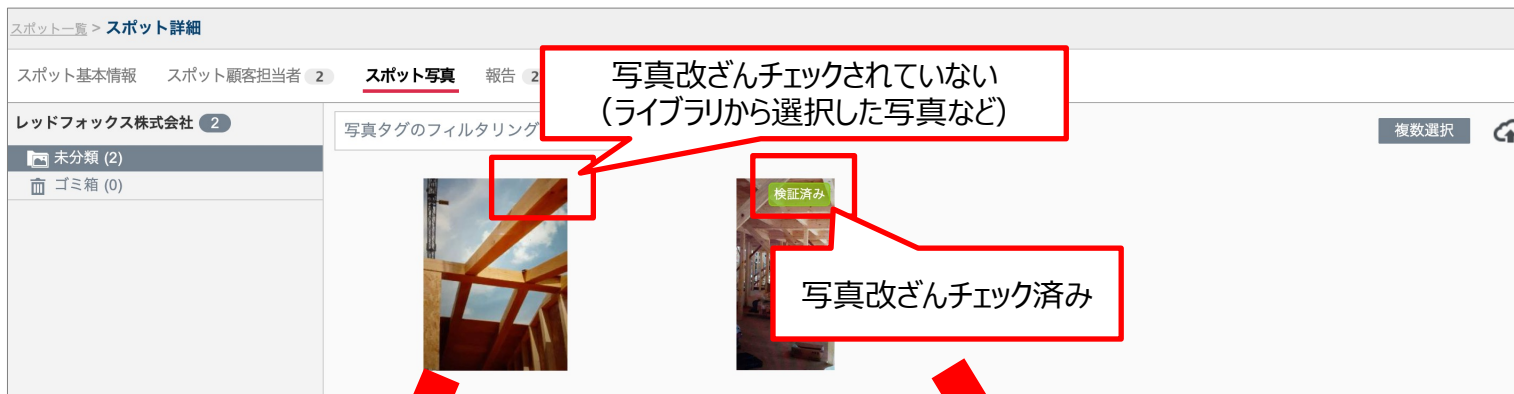 スポット一覧 > スポット詳細
スポット基本情報 スポット顧客担当者 2 スポット写真 報告 2
写真改ざんチェックされていない
（ライブラリから選択した写真など）
レッドフォックス株式会社 2
写真タグのフィルタリング
複数選択
未分類 (2)
ゴミ箱 (0)
検証済み
写真改ざんチェック済み